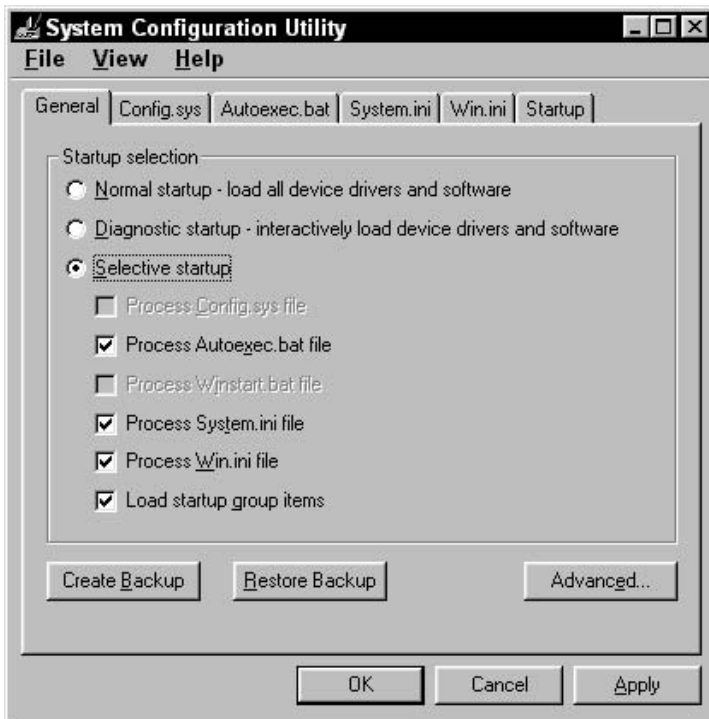 System Configuration Utility
File View Help
General Config.sys Autoexec.bat System.ini Win.ini Startup
Startup selection
Normal startup - load all device drivers and software
Diagnostic startup - interactively load device drivers and software
Selective startup
Process Config.sys file
Process Autoexec.bat file
Process Winstart.bat file
Process System.ini file
Process Win.ini file
Load startup group items
Create Backup Restore Backup Advanced...
OK Cancel Apply